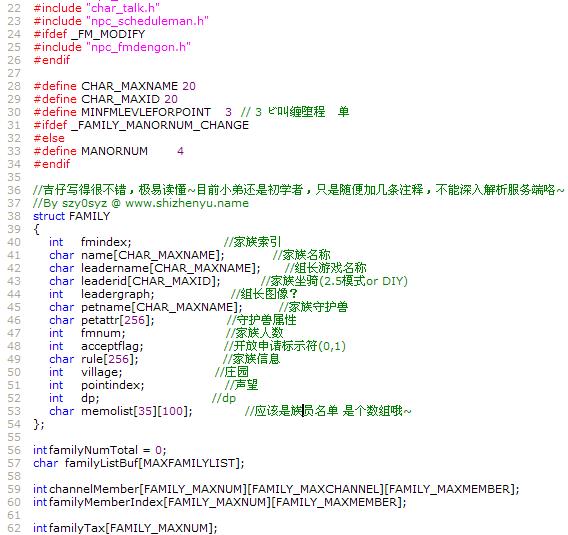 22 #include "char_talk.h"
23 #include "npc_scheduleman.h"
24 #ifdef _FM_MODIFY
25 #include "npc_fmdengon.h"
26 #endif
27
28 #define CHAR_MAXNAME 20
29 #define CHAR_MAXID 20
30 #define MINFMLEVLEFORPOINT 3 // 3 ㄅ叫缠堕程 单
31 #ifdef _FAMILY_MANORNUM_CHANGE
32 #else
33 #define MANORNUM 4
34 #endif
35
36 //吉仔写得很不错，极易读懂~目前小弟还是初学者，只是随便加几条注释，不能深入解析服务端咯~
37 //By szy0syz @ www.shizhenyu.name
38 struct FAMILY
39 {
40 int fmindex; //家族索引
41 char name[CHAR_MAXNAME]; //家族名称
42 char leadername[CHAR_MAXNAME]; //组长游戏名称
43 char leaderid[CHAR_MAXID]; //家族坐骑(2.5模式or DIY)
44 int leadergraph; //组长图像?
45 char petname[CHAR_MAXNAME]; //家族守护兽
46 char petattr[256]; //守护兽属性
47 int fmnum; //家族人数
48 int acceptflag; //开放申请标示符(0,1)
49 char rule[256]; //家族信息
50 int village; //庄园
51 int pointindex; //声望
52 int dp; //dp
53 char memolist[35][100]; //应该是族员名单 是个数组哦~
54 };
55
56 int familyNumTotal = 0;
57 char familyListBuf[MAXFAMILYLIST];
58
59 int channelMember[FAMILY_MAXNUM][FAMILY_MAXCHANNEL][FAMILY_MAXMEMBER];
60 int familyMemberIndex[FAMILY_MAXNUM][FAMILY_MAXMEMBER];
61
62 int familyTax[FAMILY_MAXNUM];